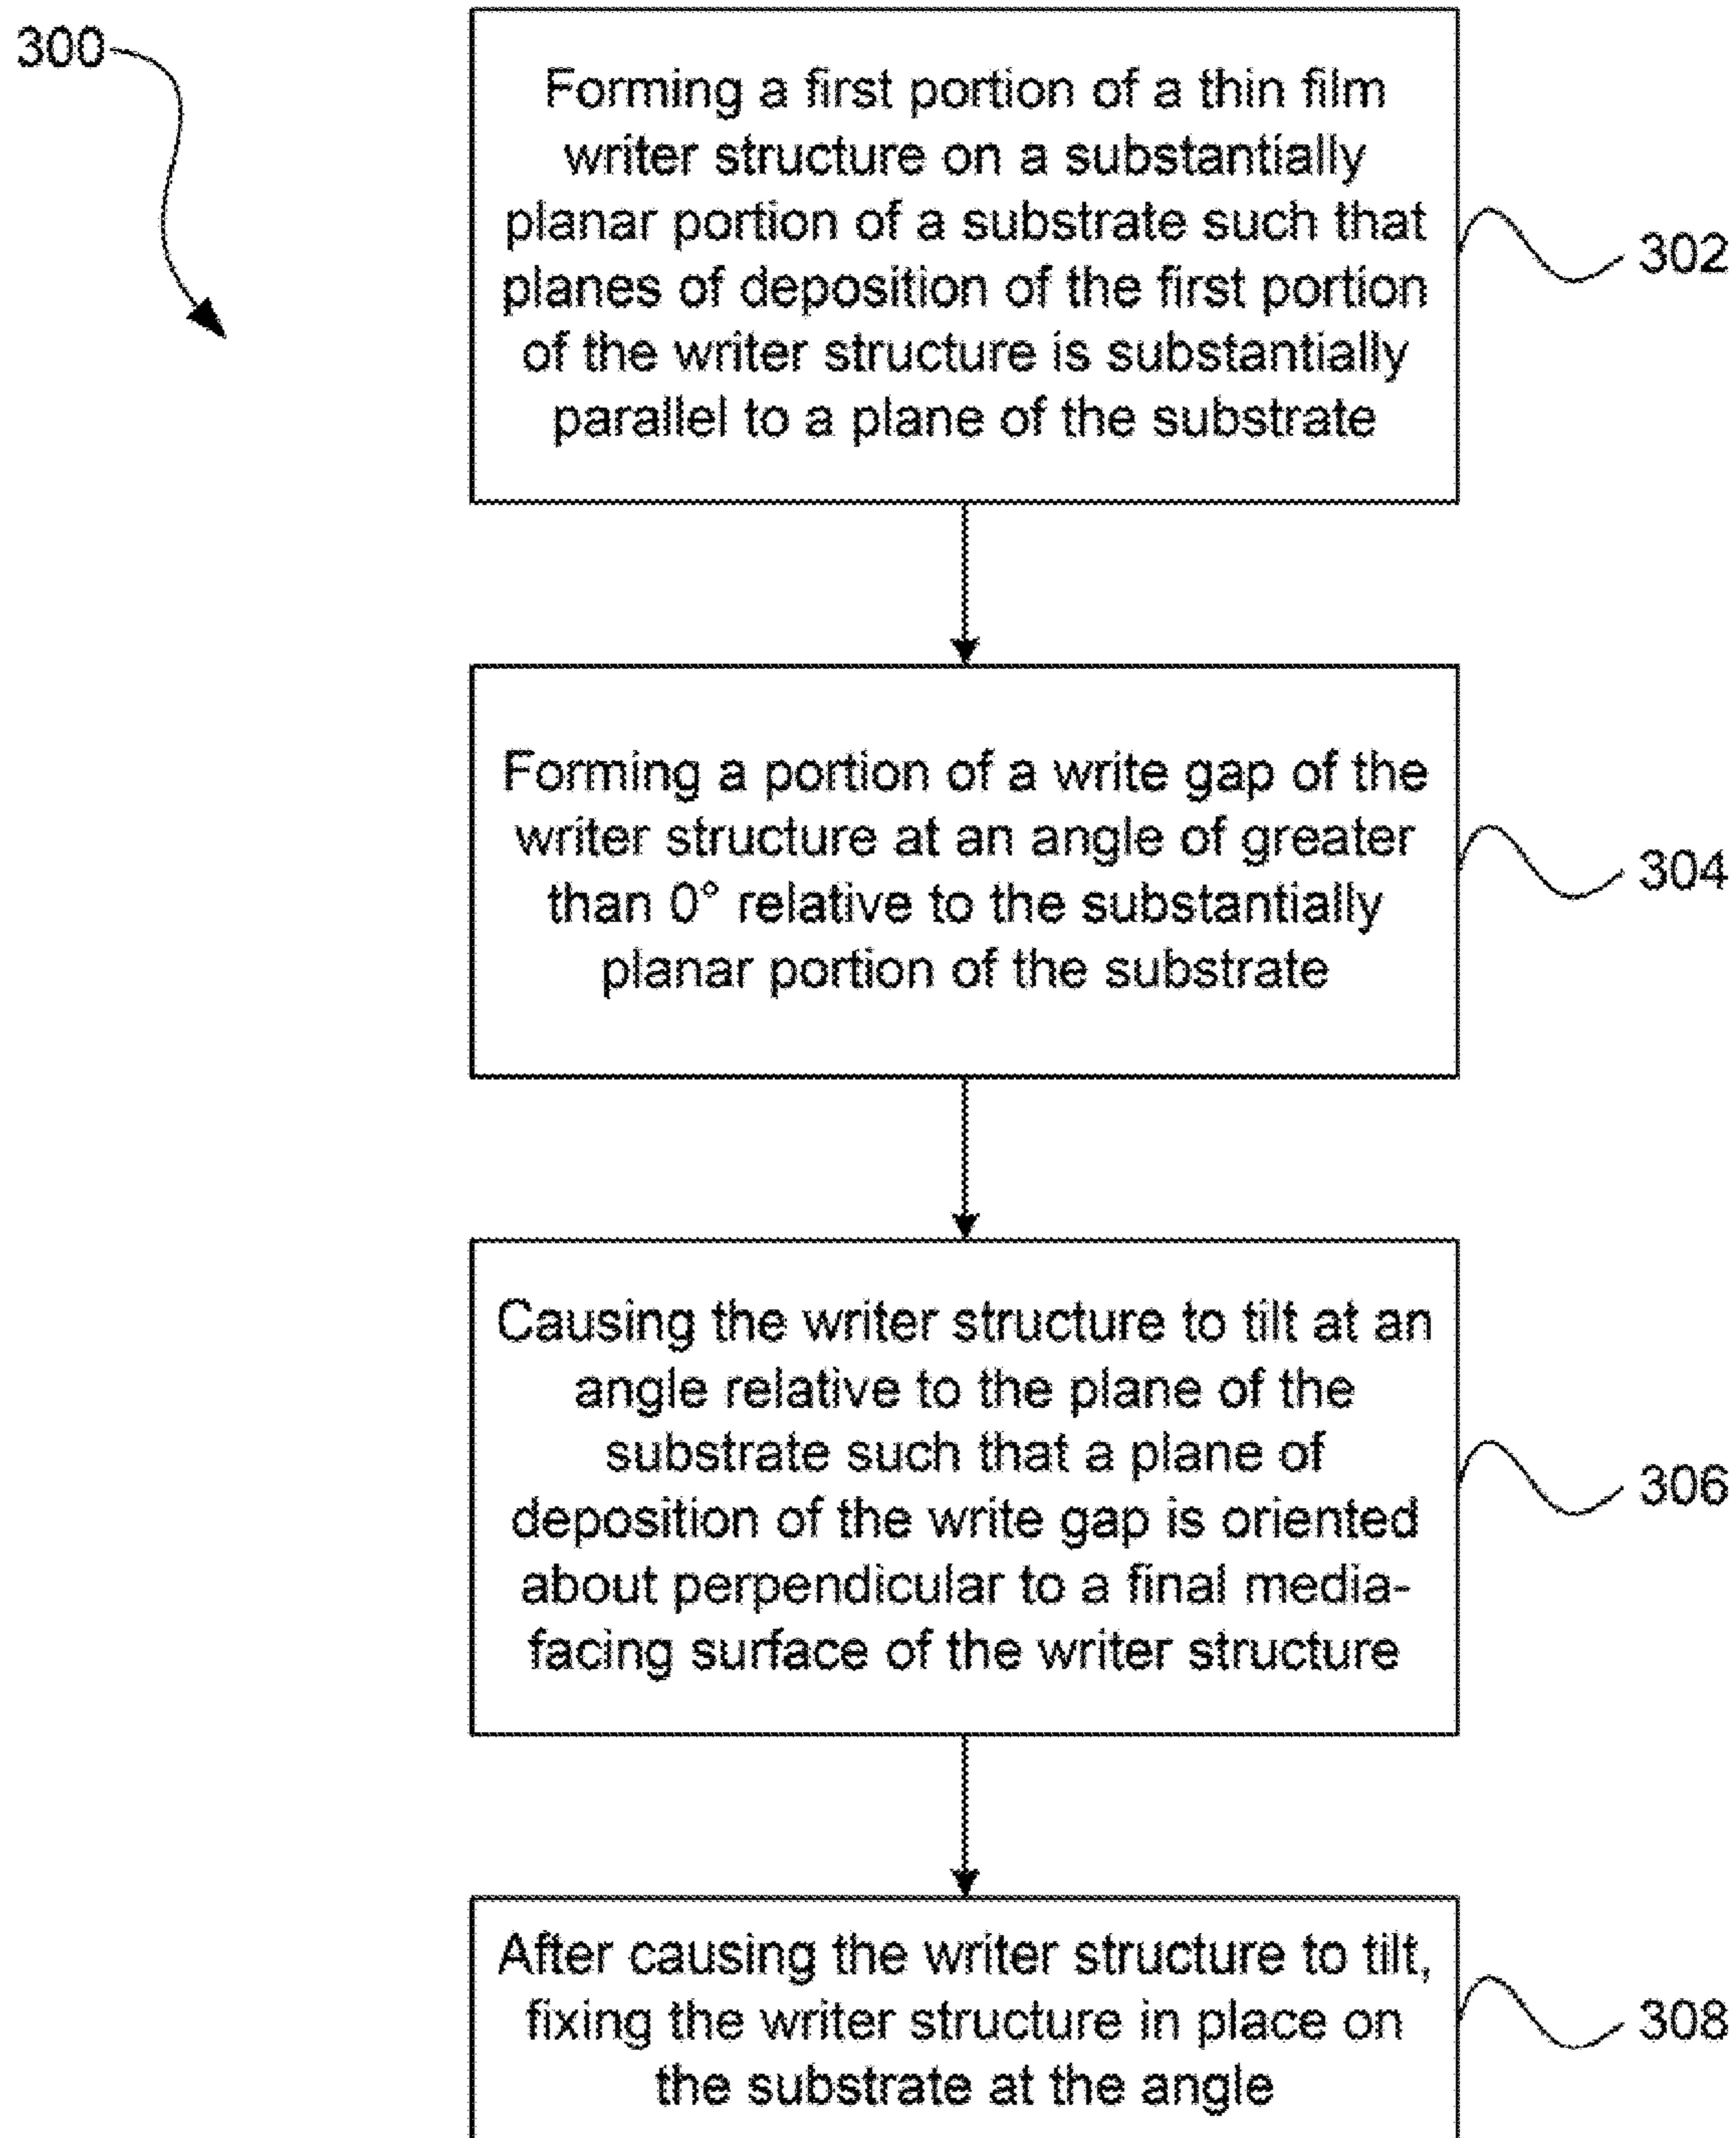 300
Forming a first portion of a thin film
writer structure on a substantially
planar portion of a substrate such that
planes of deposition of the first portion
of the writer structure is substantially
parallel to a plane of the substrate
302
Forming a portion of a write gap of the
writer structure at an angle of greater
than 0° relative to the substantially
planar portion of the substrate
304
Causing the writer structure to tilt at an
angle relative to the plane of the
substrate such that a plane of
deposition of the write gap is oriented
about perpendicular to a final media-
facing surface of the writer structure
306
After causing the writer structure to tilt,
fixing the writer structure in place on
the substrate at the angle
308